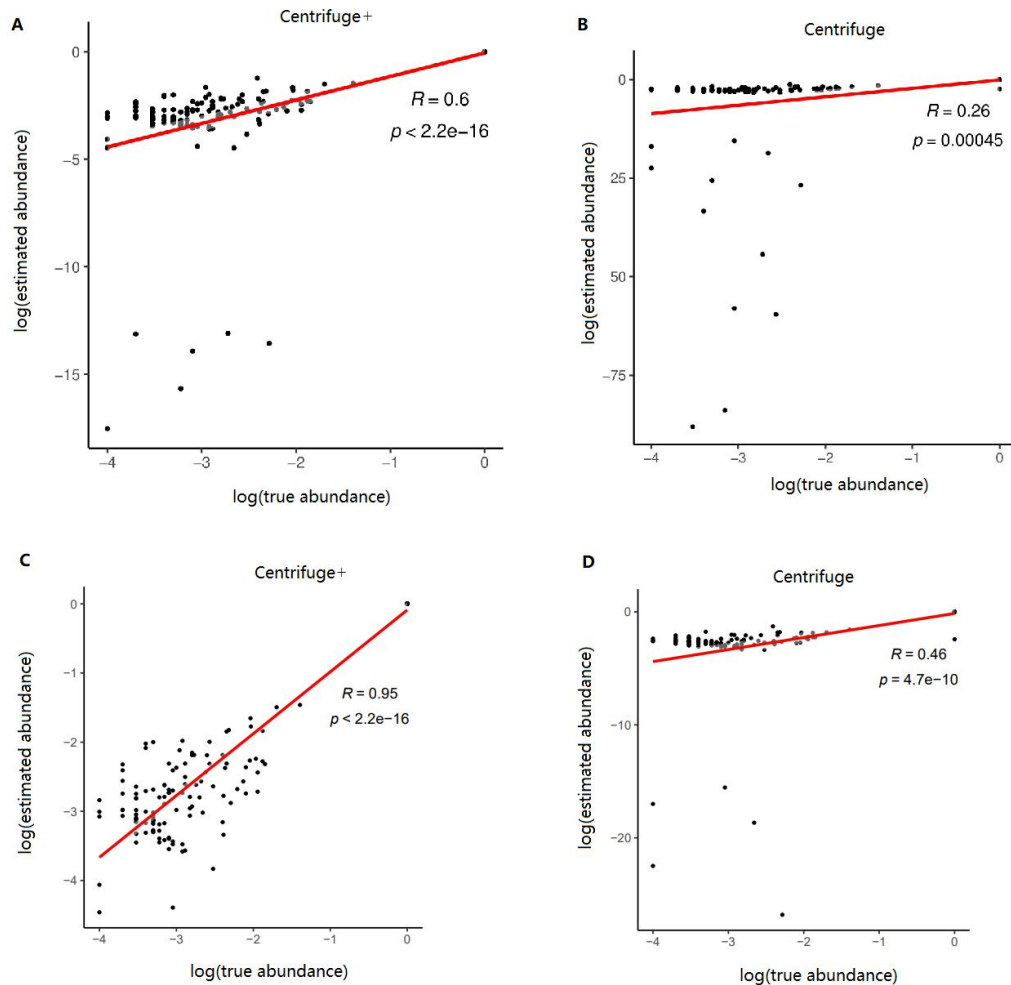 A
Centrifuge+
0
−5
−10
−15
−4
−3
−2
−1
0
R = 0.6
p < 2.2e−16
log(estimated abundance)
log(true abundance)
B
Centrifuge
0
25
50
−75
−4
−3
−2
−1
0
R = 0.26
p = 0.00045
log(estimated abundance)
log(true abundance)
C
Centrifuge+
0
−1
−2
−3
−4
−4
−3
−2
−1
0
R = 0.95
p < 2.2e−16
log(estimated abundance)
log(true abundance)
D
Centrifuge
0
−10
−20
−4
−3
−2
−1
0
R = 0.46
p = 4.7e−10
log(estimated abundance)
log(true abundance)